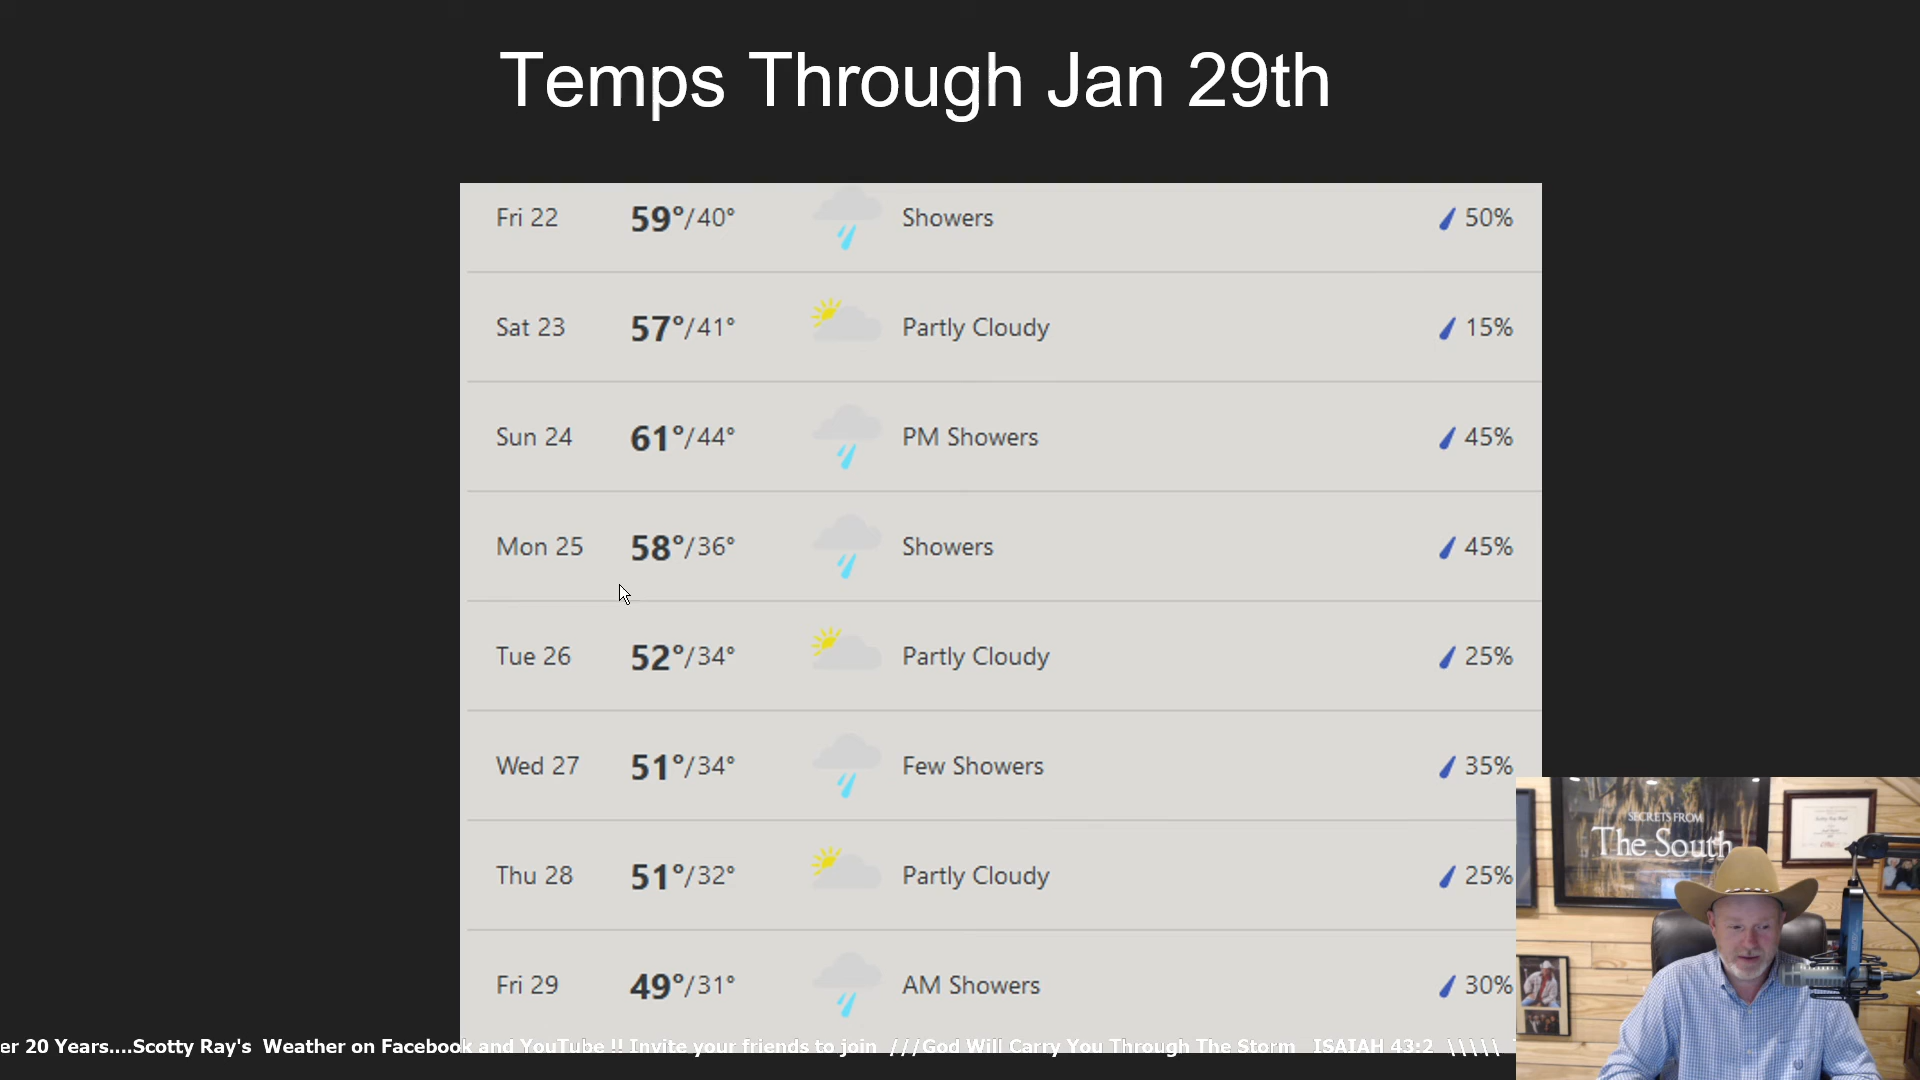 Temps Through Jan 29th
Fri 22 59°/40° Showers 50%
Sat 23 57°/41° Partly Cloudy 15%
Sun 24 61°/44° PM Showers 45%
Mon 25 58°/36° Showers 45%
Tue 26 52°/34° Partly Cloudy 25%
Wed 27 51°/34° Few Showers 35%
Thu 28 51°/32° Partly Cloudy 25%
Fri 29 49°/31° AM Showers 30%
SECRETS FROM
The South
er 20 Years....Scotty Ray's Weather on Facebook and YouTube !! Invite your friends to join ///God Will Carry You Through The Storm ISAIAH 43:2 \\\\\